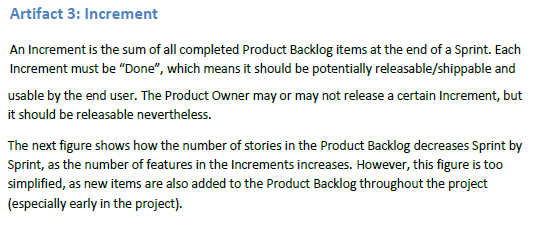 Artifact 3: Increment
An Increment is the sum of all completed Product Backlog items at the end of a Sprint. Each
Increment must be “Done”, which means it should be potentially releasable/shippable and
usable by the end user. The Product Owner may or may not release a certain Increment, but
it should be releasable nevertheless.
The next figure shows how the number of stories in the Product Backlog decreases Sprint by
Sprint, as the number of features in the Increments increases. However, this figure is too
simplified, as new items are also added to the Product Backlog throughout the project
(especially early in the project).